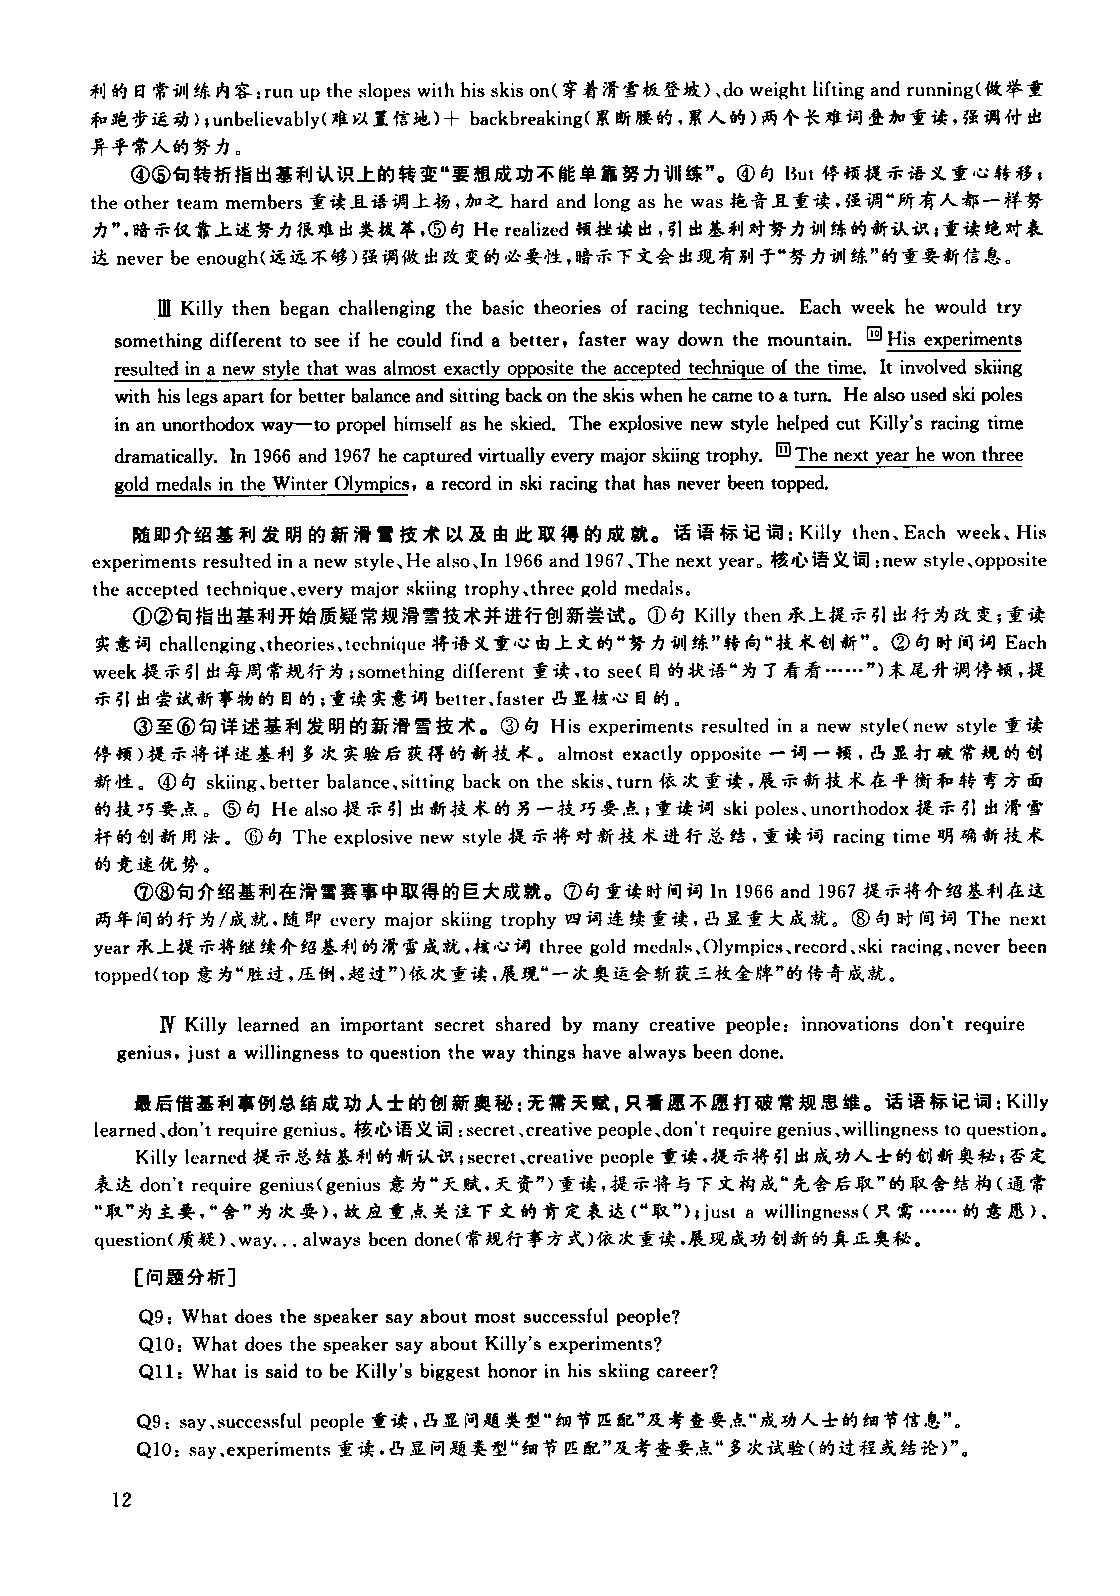 利的日常训练内容;run up the slopes with his skis on(穿着滑雪板登坡)、do weight lifting and running(做举重
和跑步运动);unbelievably(难以置信地)+ backbreaking(累断腰的,累人的)两个长难词叠加重读,强调付出
异乎常人的努力。
④⑤句转折指出基利认识上的转变“要想成功不能单靠努力训练”。④句 But 停顿提示语义重心转移;
the other team members 重读且语调上扬,加之 hard and long as he was 拖音且重读,强调“所有人都一样努
力”,暗示仅靠上述努力很难出类拔萃,⑤句 He realized 顿挫读出,引出基利对努力训练的新认识;重读绝对表
达 never be enough(远远不够)强调做出改变的必要性,暗示下文会出现有别于“努力训练”的重要新信息。
Ⅲ Killy then began challenging the basic theories of racing technique. Each week he would try
something different to see if he could find a better, faster way down the mountain. [10] His experiments
resulted in a new style that was almost exactly opposite the accepted technique of the time. It involved skiing
with his legs apart for better balance and sitting back on the skis when he came to a turn. He also used ski poles
in an unorthodox way—to propel himself as he skied. The explosive new style helped cut Killy's racing time
dramatically. In 1966 and 1967 he captured virtually every major skiing trophy. [11] The next year he won three
gold medals in the Winter Olympics, a record in ski racing that has never been topped.
随即介绍基利发明的新滑雪技术以及由此取得的成就。话语标记词:Killy then、Each week、His
experiments resulted in a new style、He also、In 1966 and 1967、The next year。核心语义词:new style、opposite
the accepted technique、every major skiing trophy、three gold medals。
①②句指出基利开始质疑常规滑雪技术并进行创新尝试。①句 Killy then 承上提示引出行为改变;重读
实意词 challenging、theories、technique 将语义重心由上文的“努力训练”转向“技术创新”。②句时间词 Each
week 提示引出每周常规行为;something different 重读,to see(目的状语“为了看看……”)末尾升调停顿,提
示引出尝试新事物的目的;重读实意词 better、faster 凸显核心目的。
③至⑥句详述基利发明的新滑雪技术。③句 His experiments resulted in a new style(new style 重读
停顿)提示将详述基利多次实验后获得的新技术。almost exactly opposite 一词一顿,凸显打破常规的创
新性。④句 skiing、better balance、sitting back on the skis、turn 依次重读,展示新技术在平衡和转弯方面
的技巧要点。⑤句 He also 提示引出新技术的另一技巧要点;重读词 ski poles、unorthodox 提示引出滑雪
杆的创新用法。⑥句 The explosive new style 提示将对新技术进行总结,重读词 racing time 明确新技术
的竞速优势。
⑦⑧句介绍基利在滑雪赛事中取得的巨大成就。⑦句重读时间词 In 1966 and 1967 提示将介绍基利在这
两年间的行为/成就,随即 every major skiing trophy 四词连续重读,凸显重大成就。⑧句时间词 The next
year 承上提示将继续介绍基利的滑雪成就,核心词 three gold medals、Olympics、record、ski racing、never been
topped(top 意为“胜过,压倒,超过”)依次重读,展现“一次奥运会斩获三枚金牌”的传奇成就。
Ⅳ Killy learned an important secret shared by many creative people: innovations don't require
genius, just a willingness to question the way things have always been done.
最后借基利事例总结成功人士的创新奥秘:无需天赋,只看愿不愿打破常规思维。话语标记词:Killy
learned、don't require genius。核心语义词:secret、creative people、don't require genius、willingness to question。
Killy learned 提示总结基利的新认识;secret、creative people 重读,提示将引出成功人士的创新奥秘;否定
表达 don't require genius(genius 意为“天赋,天资”)重读,提示将与下文构成“先舍后取”的取舍结构(通常
“取”为主要,“舍”为次要),故应重点关注下文的肯定表达(“取”);just a willingness(只需……的意愿)、
question(质疑)、way... always been done(常规行事方式)依次重读,展现成功创新的真正奥秘。
[问题分析]
Q9: What does the speaker say about most successful people?
Q10: What does the speaker say about Killy's experiments?
Q11: What is said to be Killy's biggest honor in his skiing career?
Q9: say、successful people 重读,凸显问题类型“细节匹配”及考查要点“成功人士的细节信息”。
Q10: say、experiments 重读,凸显问题类型“细节匹配”及考查要点“多次试验(的过程或结论)”。
12